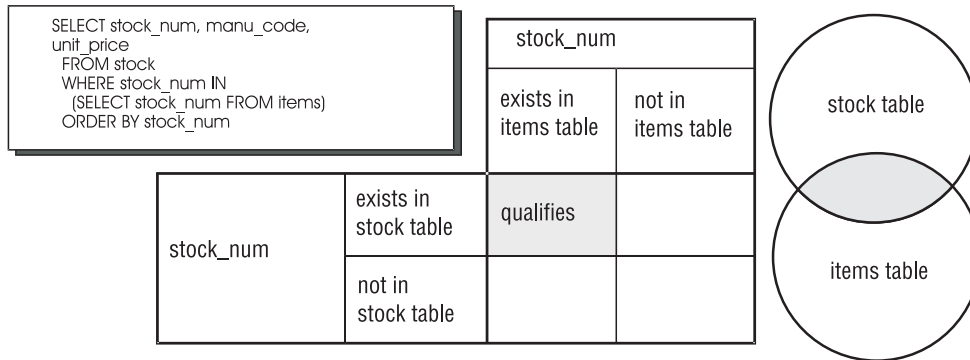 SELECT stock_num, manu_code,
unit_price
FROM stock
WHERE stock_num IN
(SELECT stock_num FROM items)
ORDER BY stock_num
stock_num
exists in
items table
not in
items table
stock_num
exists in
stock table
qualifies
not in
stock table
stock table
items table